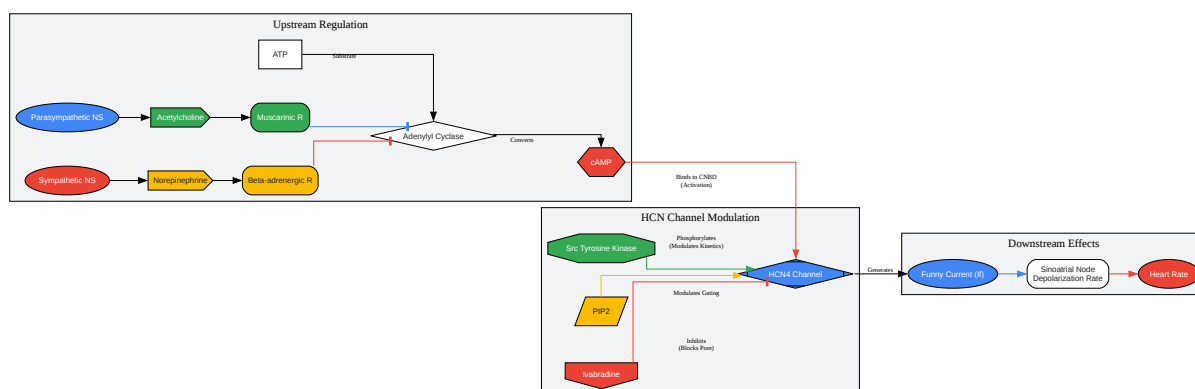 Upstream Regulation
ATP
Substrate
Parasympathetic NS
Acetylcholine
Muscarinic R
Adenylyl Cyclase
Converts
cAMP
Sympathetic NS
Norepinephrine
Beta-adrenergic R
Binds to CNBD
(Activation)
HCN Channel Modulation
Src Tyrosine Kinase
Phosphorylates
(Modulates Kinetics)
HCN4 Channel
PIP2
Modulates Gating
Inhibits
(Blocks Pore)
Ivabradine
Generates
Downstream Effects
Funny Current (If)
Sinoatrial Node
Depolarization Rate
Heart Rate